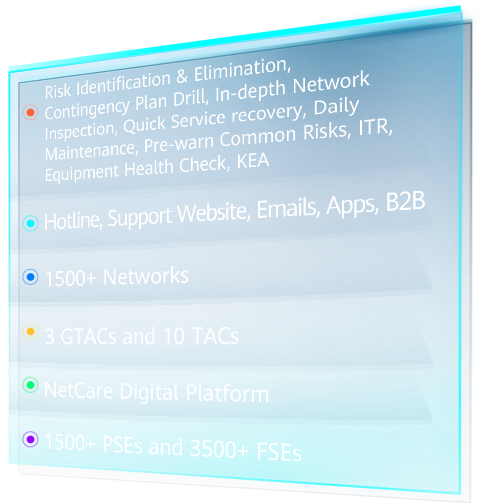 Risk Identification & Elimination,
Contingency Plan Drill, In-depth Network
Inspection, Quick Service recovery, Daily
Maintenance, Pre-warn Common Risks, ITR,
Equipment Health Check, KEA
Hotline, Support Website, Emails, Apps, B2B
1500+ Networks
3 GTACs and 10 TACs
NetCare Digital Platform
1500+ PSEs and 3500+ FSEs